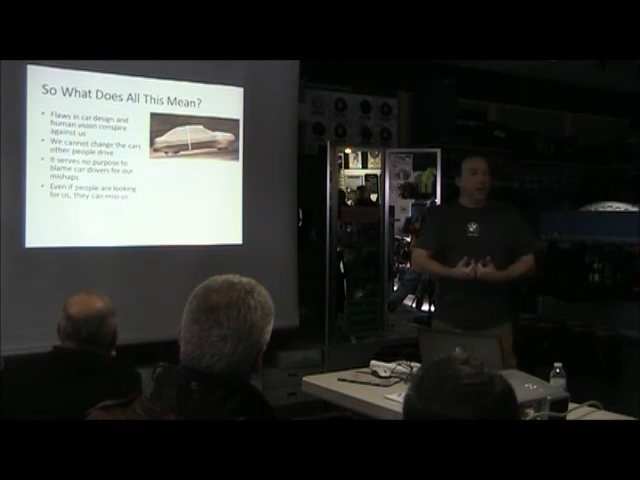 So What Does All This Mean?
• Flaws in car design and
human vision conspire
against us
• We cannot change the cars
other people drive
• It serves no purpose to
blame car drivers for our
mishaps
• Even if people are looking
for us, they can miss us